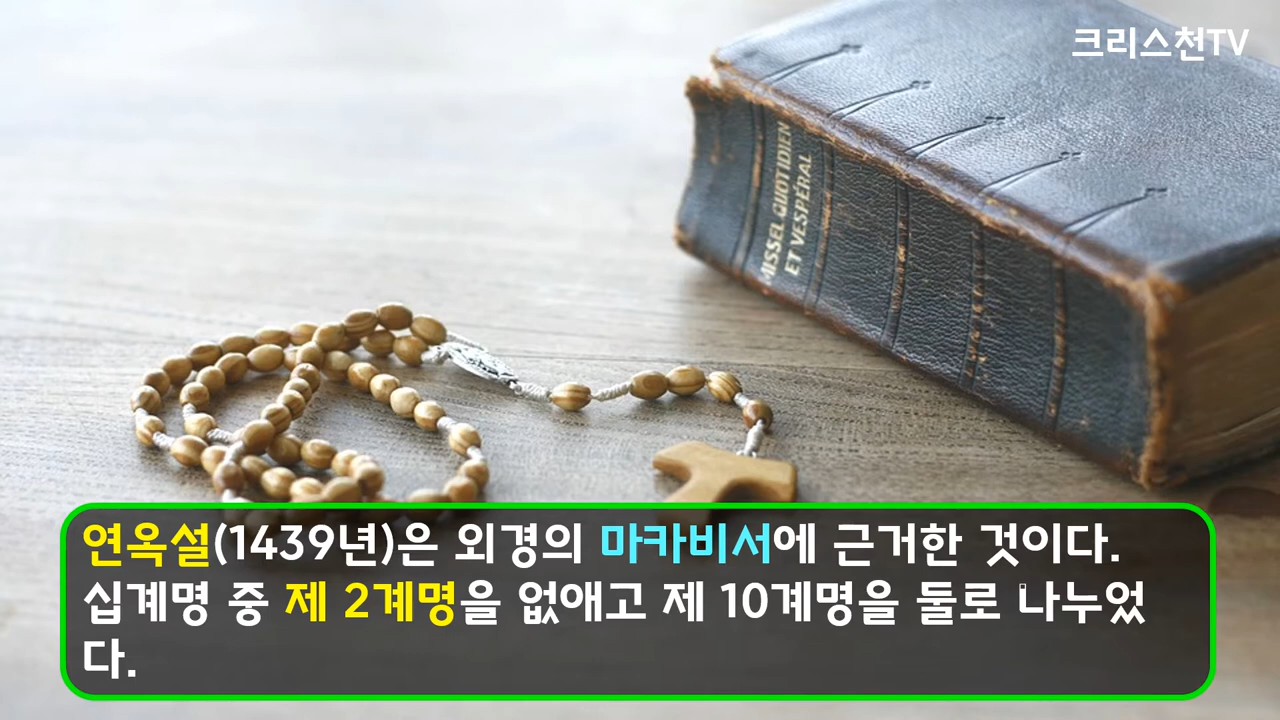 크리스천TV
MISSEL QUOTIDIEN
ET VESPÉRAL
연옥설(1439년)은 외경의 마카비서에 근거한 것이다.
십계명 중 제 2계명을 없애고 제 10계명을 둘로 나누었
다.